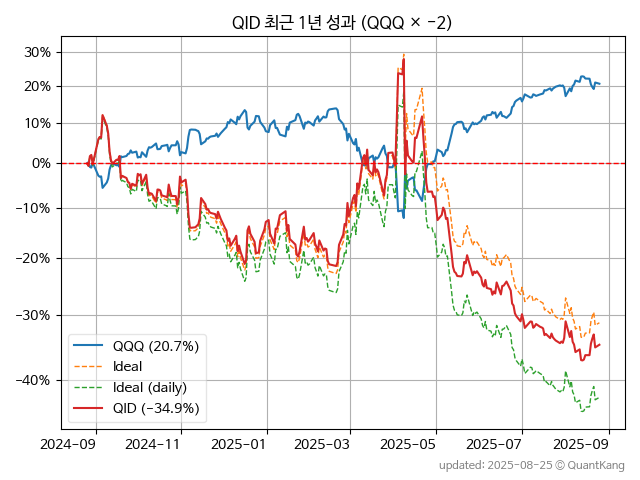 QID 최근 1년 성과 (QQQ × −2)
30%
20%
10%
0%
−10%
−20%
−30%
−40%
QQQ (20.7%)
Ideal
Ideal (daily)
QID (−34.9%)
2024−09 2024−11 2025−01 2025−03 2025−05 2025−07 2025−09
updated: 2025−08−25 © QuantKang